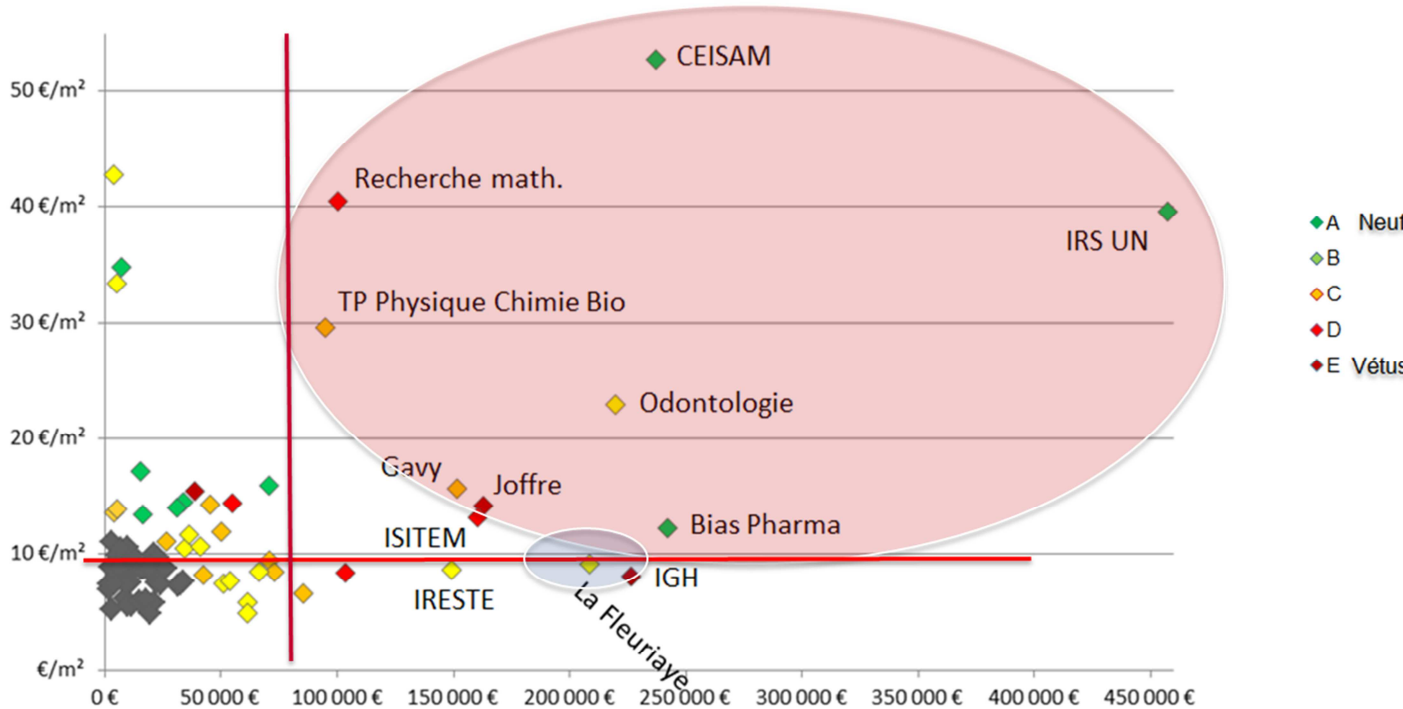 50 €/m²
40 €/m²
30 €/m²
20 €/m²
10 €/m²
€/m²
CEISAM
Recherche math.
IRS UN
TP Physique Chimie Bio
Odontologie
Gavy
Joffre
Bias Pharma
ISITEM
IRESTE
IGH
La Fleuriaye
0 €
50 000 €
100 000 €
150 000 €
200 000 €
250 000 €
300 000 €
350 000 €
400 000 €
450 000 €
A Neuf
B
C
D
E Vétus